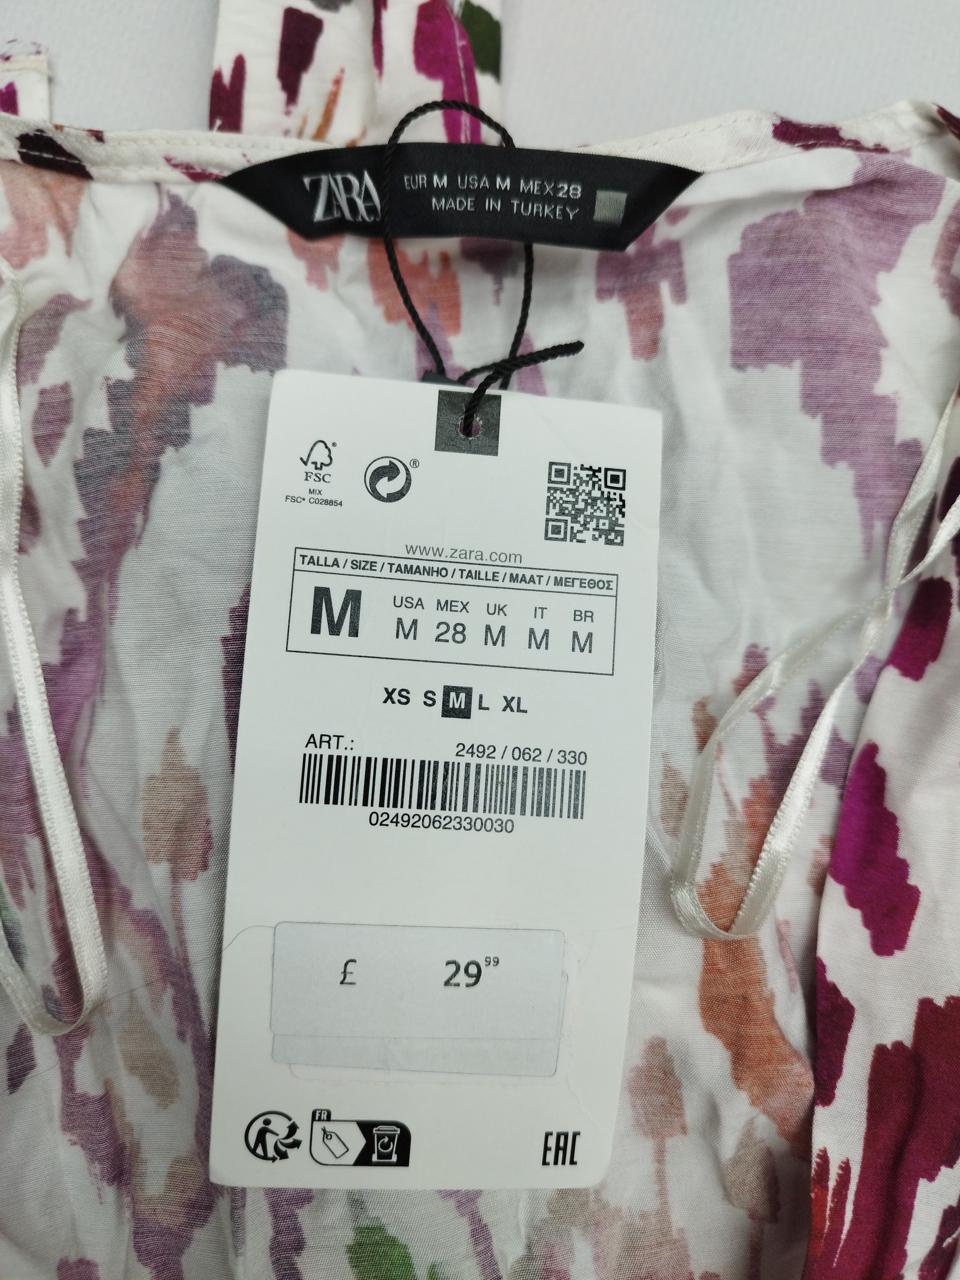 ZARA
EUR M USA M MEX 28
MADE IN TURKEY
FSC
MIX
FSC® C028854
®
www.zara.com
TALLA / SIZE / TAMANHO / TAILLE / MAAT / ΜΕΓΕΘΟΣ
M
USA MEX UK IT BR
M 28 M M M
XS S M L XL
ART.: 2492 / 062 / 330
02492062330030
£ 29⁹⁹
FR
EAC